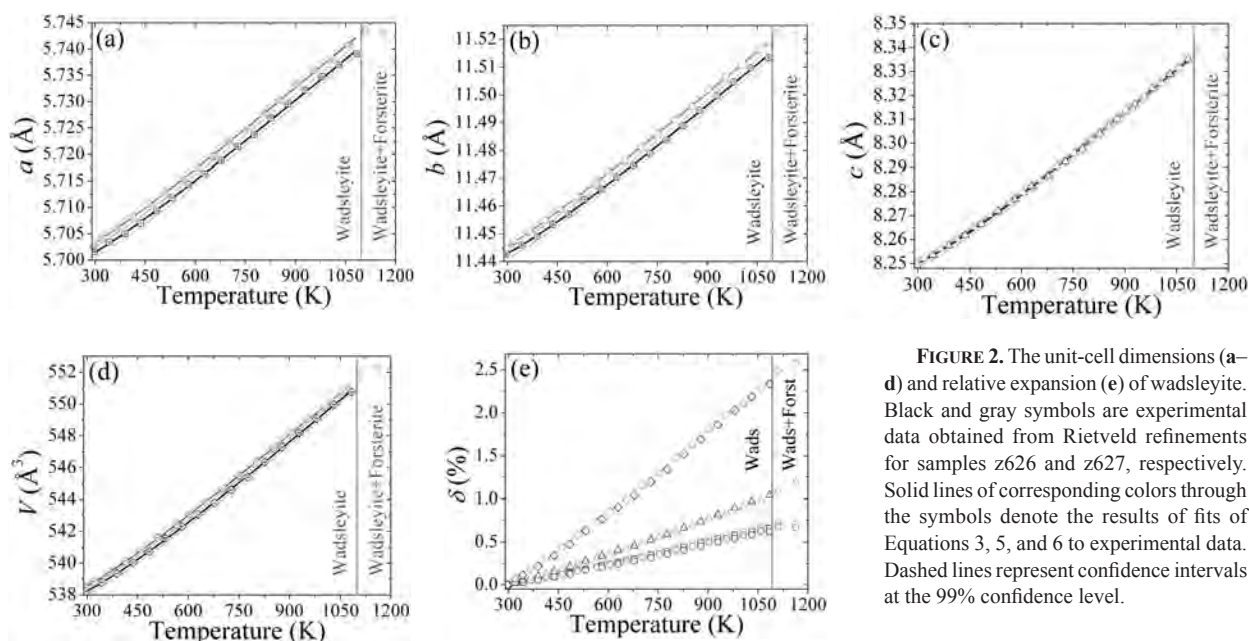 (a)
5.745
5.740
5.735
5.730
5.725
5.720
5.715
5.710
5.705
5.700
a (Å)
Wadsleyite
Wadsleyite+Forsterite
300 450 600 750 900 1050 1200
Temperature (K)
(b)
11.52
11.51
11.50
11.49
11.48
11.47
11.46
11.45
11.44
b (Å)
Wadsleyite
Wadsleyite+Forsterite
300 450 600 750 900 1050 1200
Temperature (K)
(c)
8.35
8.34
8.33
8.32
8.31
8.30
8.29
8.28
8.27
8.26
8.25
c (Å)
Wadsleyite
Wadsleyite+Forsterite
300 450 600 750 900 1050 1200
Temperature (K)
(d)
552
550
548
546
544
542
540
538
V (Å³)
Wadsleyite
Wadsleyite+Forsterite
300 450 600 750 900 1050 1200
Temperature (K)
(e)
2.5
2.0
1.5
1.0
0.5
0.0
δ (%)
Wads
Wads+Forst
300 450 600 750 900 1050 1200
Temperature (K)
FIGURE 2. The unit-cell dimensions (a–
d) and relative expansion (e) of wadsleyite.
Black and gray symbols are experimental
data obtained from Rietveld refinements
for samples z626 and z627, respectively.
Solid lines of corresponding colors through
the symbols denote the results of fits of
Equations 3, 5, and 6 to experimental data.
Dashed lines represent confidence intervals
at the 99% confidence level.